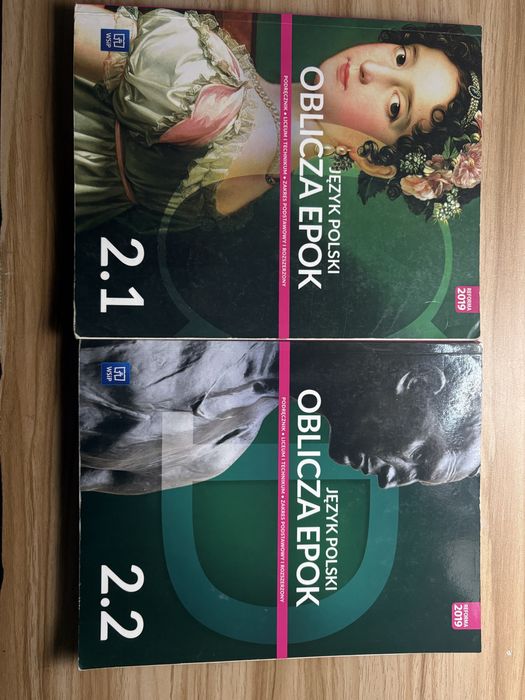 REFORMA
2019
JĘZYK POLSKI
OBLICZA EPOK
PODRĘCZNIK • LICEUM I TECHNIKUM • ZAKRES PODSTAWOWY I ROZSZERZONY
2.1
WSiP
REFORMA
2019
JĘZYK POLSKI
OBLICZA EPOK
PODRĘCZNIK • LICEUM I TECHNIKUM • ZAKRES PODSTAWOWY I ROZSZERZONY
2.2
WSiP